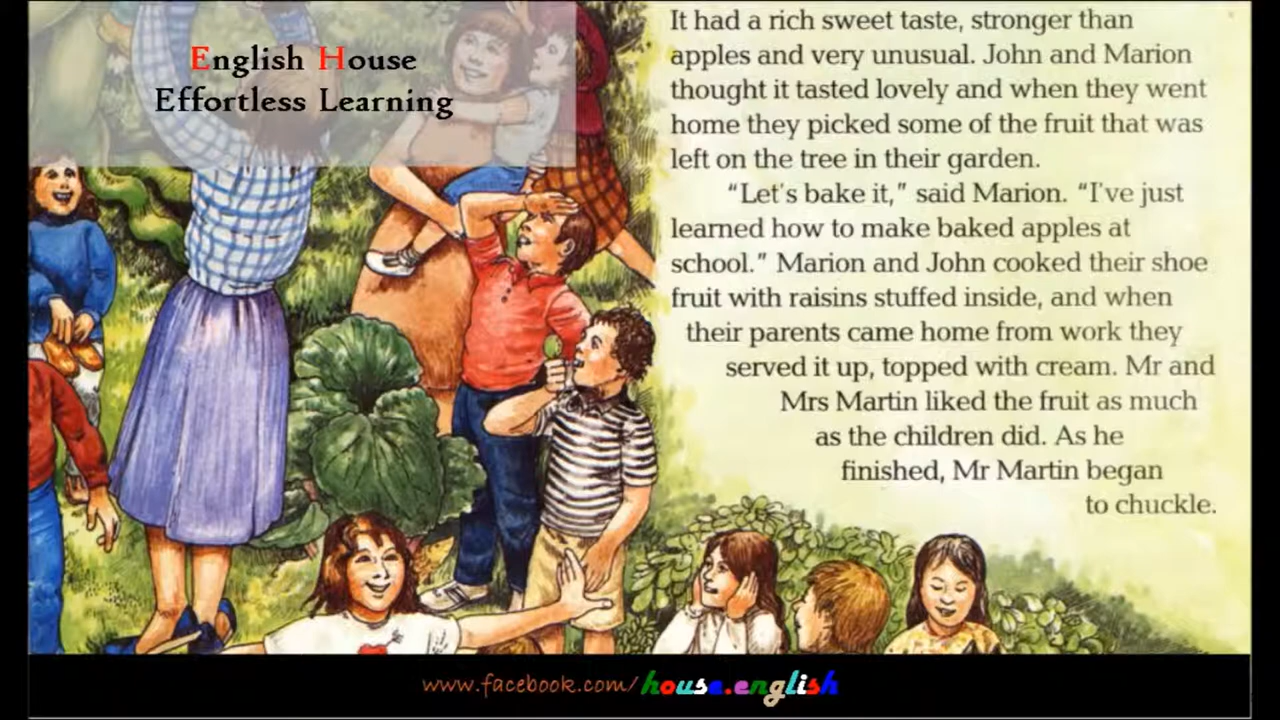 English House
Effortless Learning
It had a rich sweet taste, stronger than
apples and very unusual. John and Marion
thought it tasted lovely and when they went
home they picked some of the fruit that was
left on the tree in their garden.
“Let's bake it,” said Marion. “I've just
learned how to make baked apples at
school.” Marion and John cooked their shoe
fruit with raisins stuffed inside, and when
their parents came home from work they
served it up, topped with cream. Mr and
Mrs Martin liked the fruit as much
as the children did. As he
finished, Mr Martin began
to chuckle.
www.facebook.com/house.english